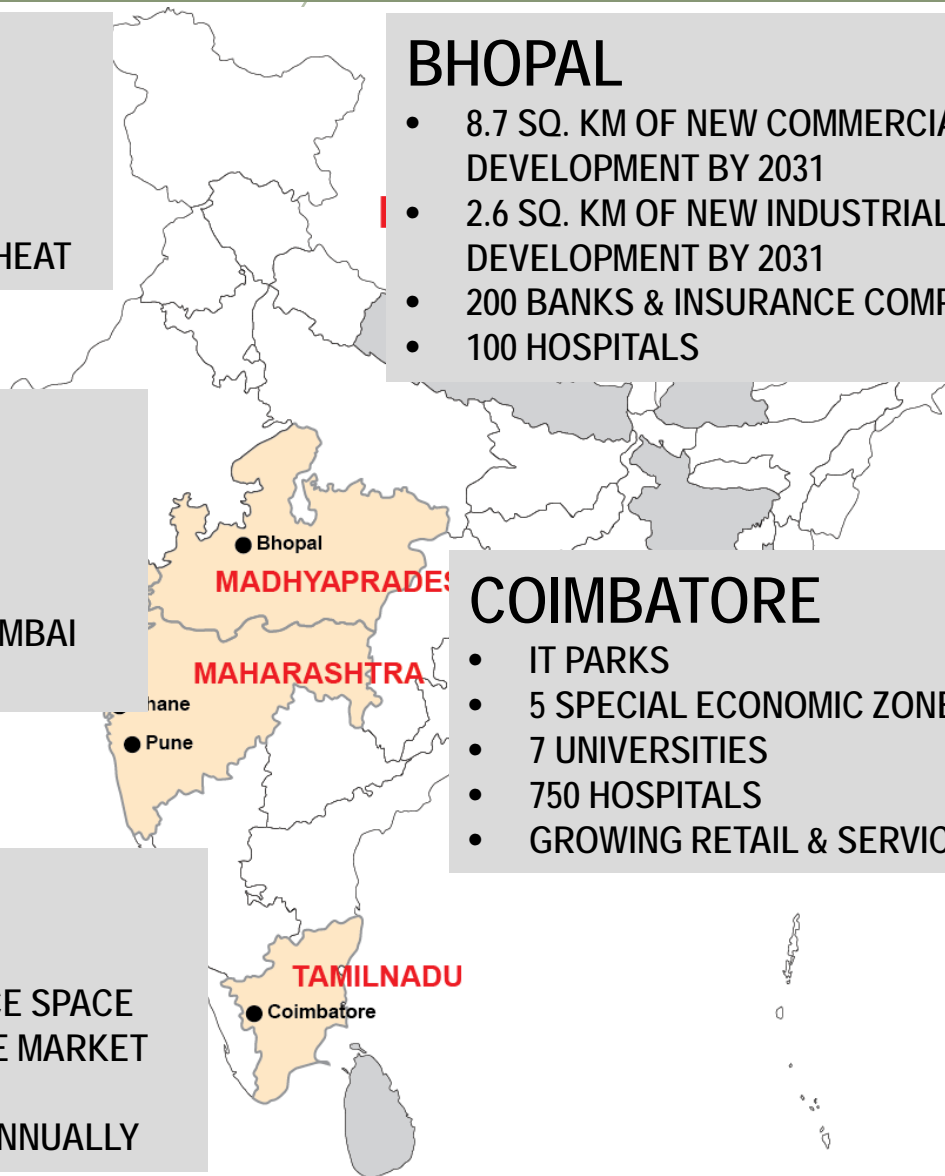 HEAT
BHOPAL
• 8.7 SQ. KM OF NEW COMMERCIA
DEVELOPMENT BY 2031
• 2.6 SQ. KM OF NEW INDUSTRIAL
DEVELOPMENT BY 2031
• 200 BANKS & INSURANCE COMP
• 100 HOSPITALS
MBAI
Bhopal
MADHYAPRADES
MAHARASHTRA
hane
Pune
COIMBATORE
• IT PARKS
• 5 SPECIAL ECONOMIC ZONE
• 7 UNIVERSITIES
• 750 HOSPITALS
• GROWING RETAIL & SERVIC
CE SPACE
E MARKET
NNUALLY
TAMILNADU
Coimbatore